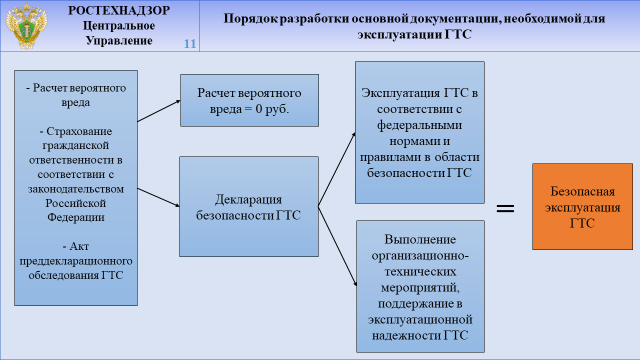 РОСТЕХНАДЗОР
Центральное
Управление
11
Порядок разработки основной документации, необходимой для
эксплуатации ГТС
- Расчет вероятного
вреда
- Страхование
гражданской
ответственности в
соответствии с
законодательством
Российской
Федерации
- Акт
преддекларационного
обследования ГТС
Расчет вероятного
вреда = 0 руб.
Декларация
безопасности ГТС
Эксплуатация ГТС в
соответствии с
федеральными
нормами и
правилами в области
безопасности ГТС
Выполнение
организационно-
технических
мероприятий,
поддержание в
эксплуатационной
надежности ГТС
=
Безопасная
эксплуатация
ГТС